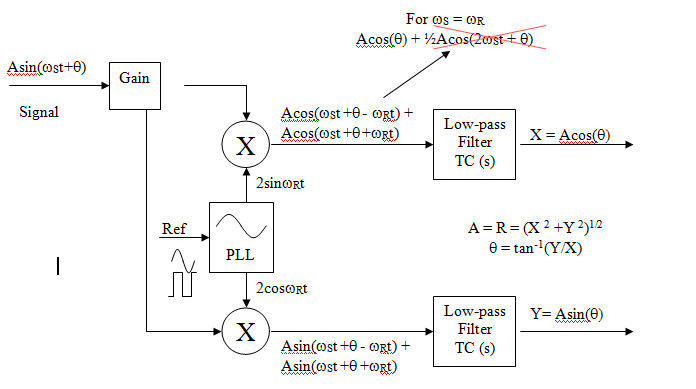 For ωs = ωR
Acos(θ) + ½Acos(2ωst + θ)
Asin(ωst+θ)
Gain
Signal
Acos(ωst +θ - ωRt) +
Acos(ωst +θ +ωRt)
Low-pass
Filter
TC (s)
X = Acos(θ)
X
2sinωRt
Ref
PLL
A = R = (X ² +Y ²)^1/2
θ = tan⁻¹(Y/X)
2cosωRt
X
Asin(ωst +θ - ωRt) +
Asin(ωst +θ +ωRt)
Low-pass
Filter
TC (s)
Y= Asin(θ)